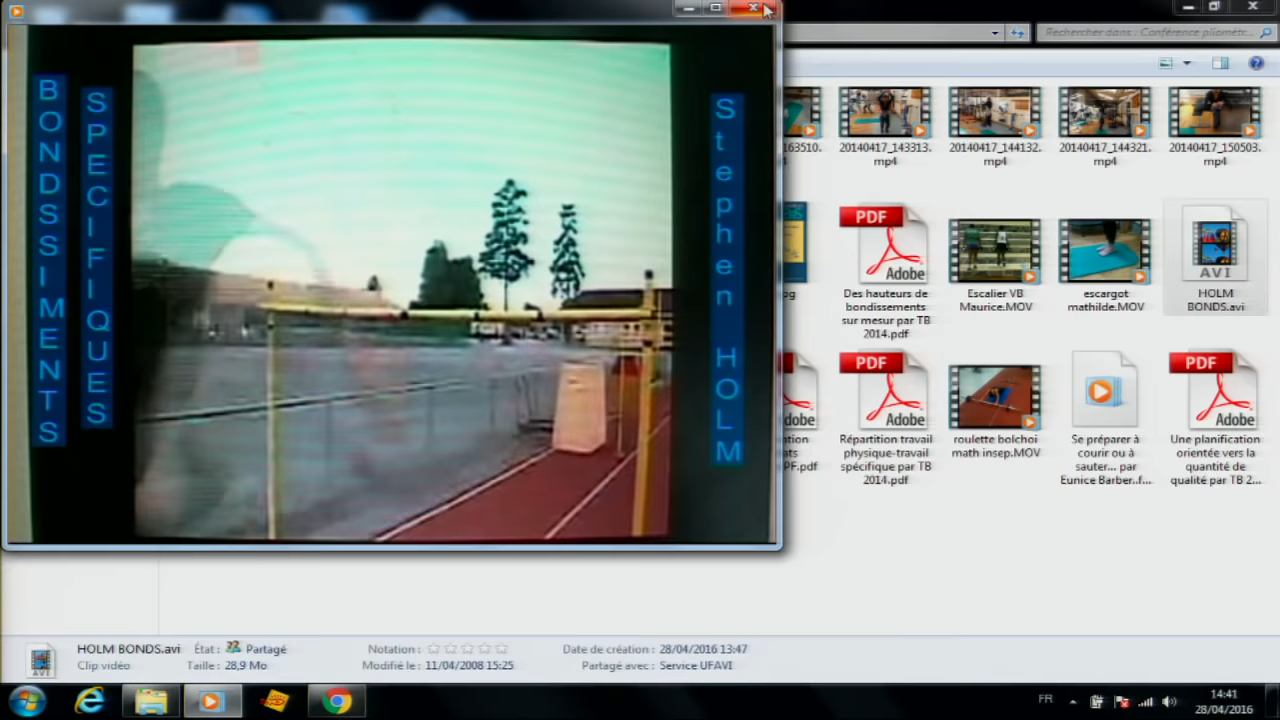 BONDSSIMENTS
SPECIFIQUES
Stephen HOLM
Rechercher dans : Conférence pliométr...
163510.
4
20140417_143313.
mp4
20140417_144132.
mp4
20140417_144321.
mp4
20140417_150503.
mp4
Des hauteurs de
bondissements
sur mesur par TB
2014.pdf
Escalier VB
Maurice.MOV
escargot
mathilde.MOV
HOLM
BONDS.avi
PDF
Adobe
AVI
PDF
Adobe
PDF
Adobe
Répartition travail
physique-travail
spécifique par TB
2014.pdf
roulette bolchoi
math insep.MOV
Se préparer à
courir ou à
sauter... par
Eunice Barber..f...
Une planification
orientée vers la
quantité de
qualité par TB 2...
HOLM BONDS.avi
Clip vidéo
État : Partagé
Taille : 28,9 Mo
Notation :
Modifié le : 11/04/2008 15:25
Date de création : 28/04/2016 13:47
Partagé avec : Service UFAVI
FR
14:41
28/04/2016